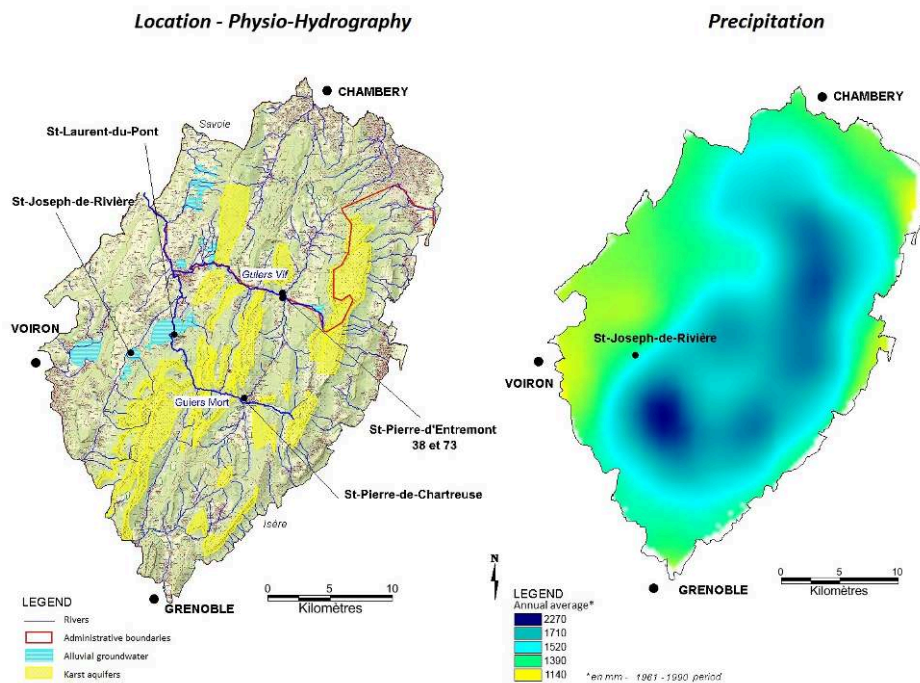 Location - Physio-Hydrography
CHAMBERY
St-Laurent-du-Pont
Savoie
St-Joseph-de-Rivière
Guiers Vif
VOIRON
Guiers Mort
St-Pierre-d'Entremont
38 et 73
St-Pierre-de-Chartreuse
Isère
GRENOBLE
0 5 10
Kilomètres
LEGEND
Rivers
Administrative boundaries
Alluvial groundwater
Karst aquifers
N
Precipitation
CHAMBERY
St-Joseph-de-Rivière
VOIRON
GRENOBLE
0 5 10
Kilomètres
LEGEND
Annual average*
2270
1710
1520
1390
1140
*en mm - 1961 - 1990 period